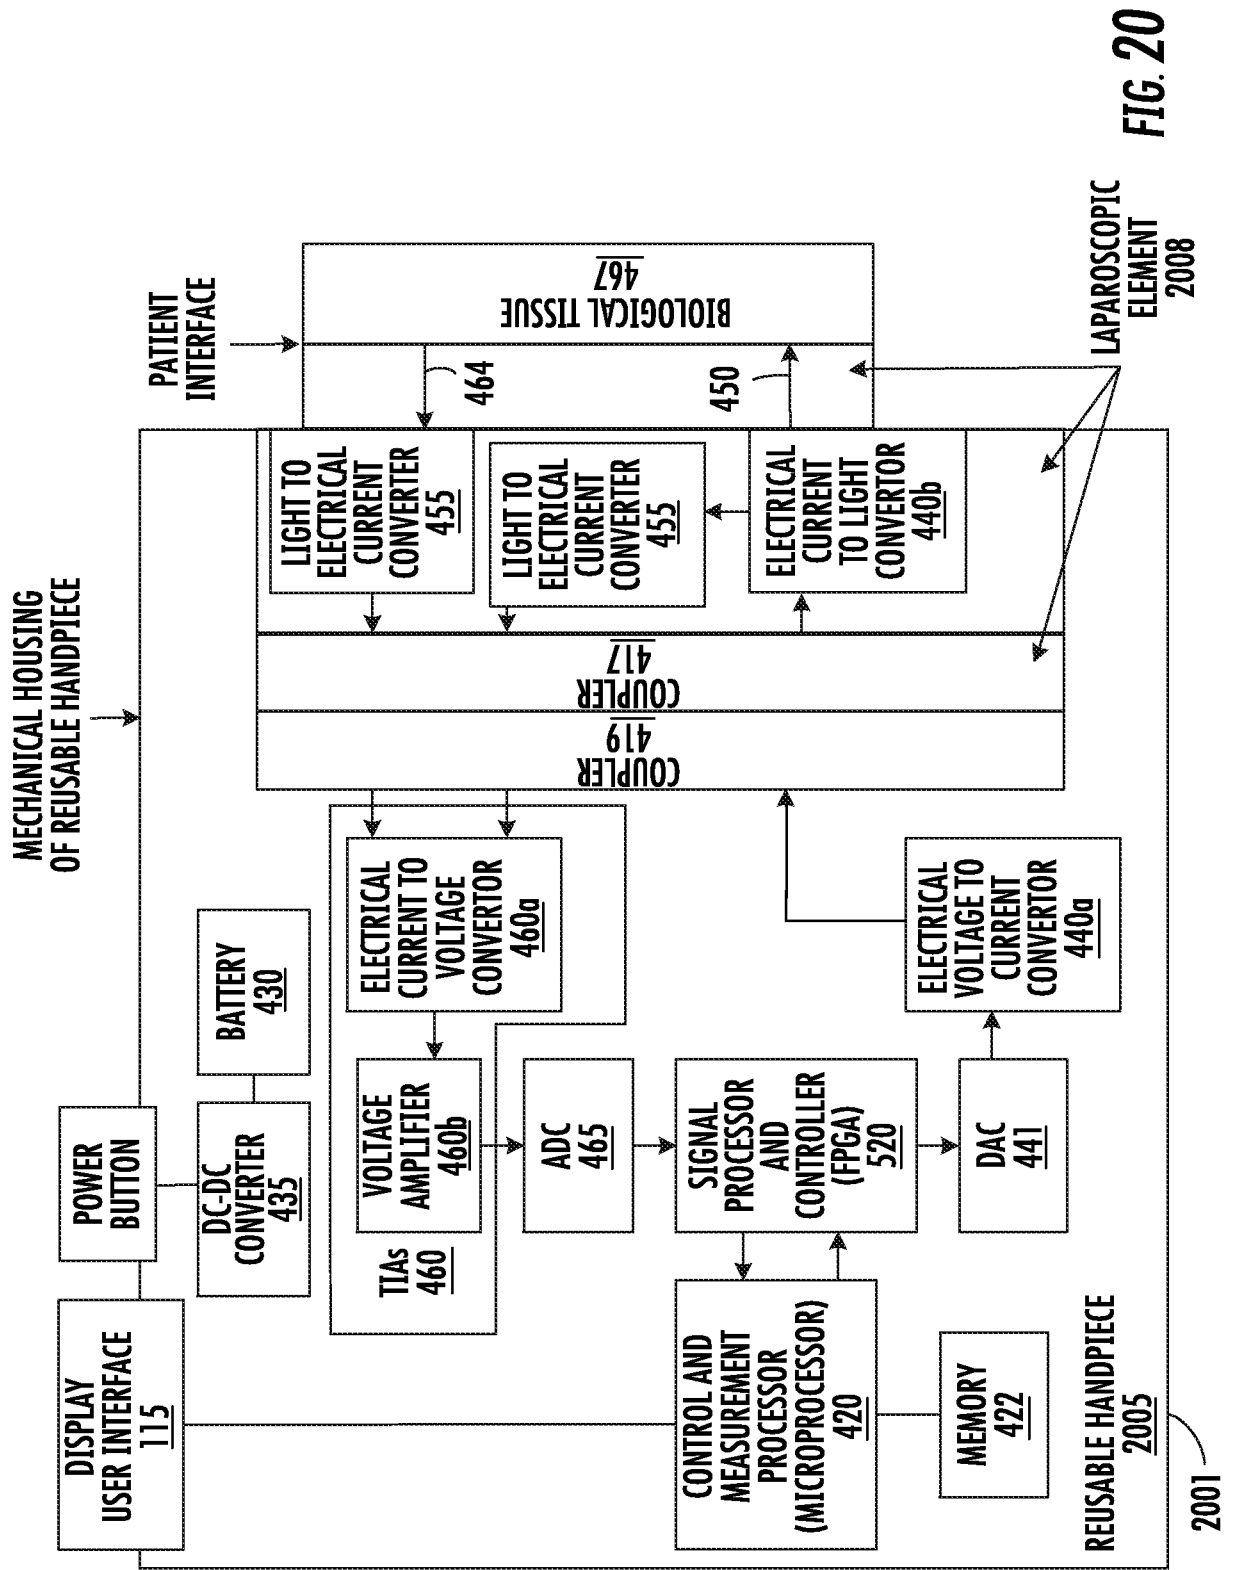 MECHANICAL HOUSING
OF REUSABLE HANDPIECE
DISPLAY
USER INTERFACE
115
POWER
BUTTON
DC-DC
CONVERTER
435
BATTERY
430
PATIENT
INTERFACE
TIAs
460
VOLTAGE
AMPLIFIER
460b
ELECTRICAL
CURRENT TO
VOLTAGE
CONVERTOR
460a
COUPLER
419
COUPLER
417
LIGHT TO
ELECTRICAL
CURRENT
CONVERTER
455
LIGHT TO
ELECTRICAL
CURRENT
CONVERTER
455
ELECTRICAL
CURRENT
TO LIGHT
CONVERTOR
440b
464
450
BIOLOGICAL TISSUE
467
ADC
465
CONTROL AND
MEASUREMENT
PROCESSOR
(MICROPROCESSOR)
420
SIGNAL
PROCESSOR
AND
CONTROLLER
(FPGA)
520
MEMORY
422
DAC
441
ELECTRICAL
VOLTAGE TO
CURRENT
CONVERTOR
440a
REUSABLE HANDPIECE
2005
2001
LAPAROSCOPIC
ELEMENT
2008
FIG. 20